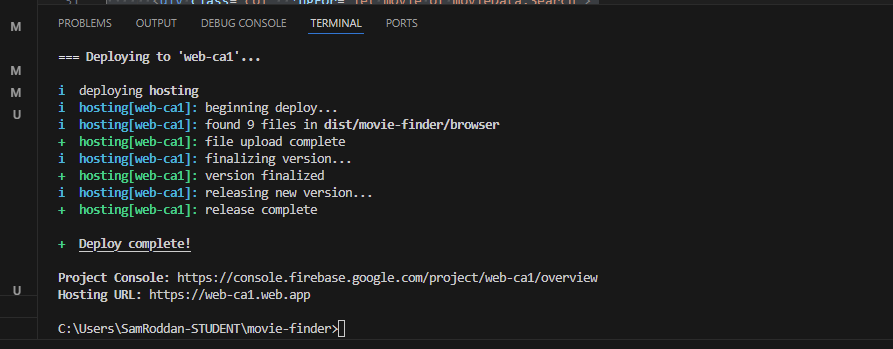 PROBLEMS OUTPUT DEBUG CONSOLE TERMINAL PORTS
M
=== Deploying to 'web-ca1'...
M
i deploying hosting
M
i hosting[web-ca1]: beginning deploy...
U
i hosting[web-ca1]: found 9 files in dist/movie-finder/browser
+ hosting[web-ca1]: file upload complete
i hosting[web-ca1]: finalizing version...
+ hosting[web-ca1]: version finalized
i hosting[web-ca1]: releasing new version...
+ hosting[web-ca1]: release complete
+ Deploy complete!
Project Console: https://console.firebase.google.com/project/web-ca1/overview
U
Hosting URL: https://web-ca1.web.app
C:\Users\SamRoddan-STUDENT\movie-finder>